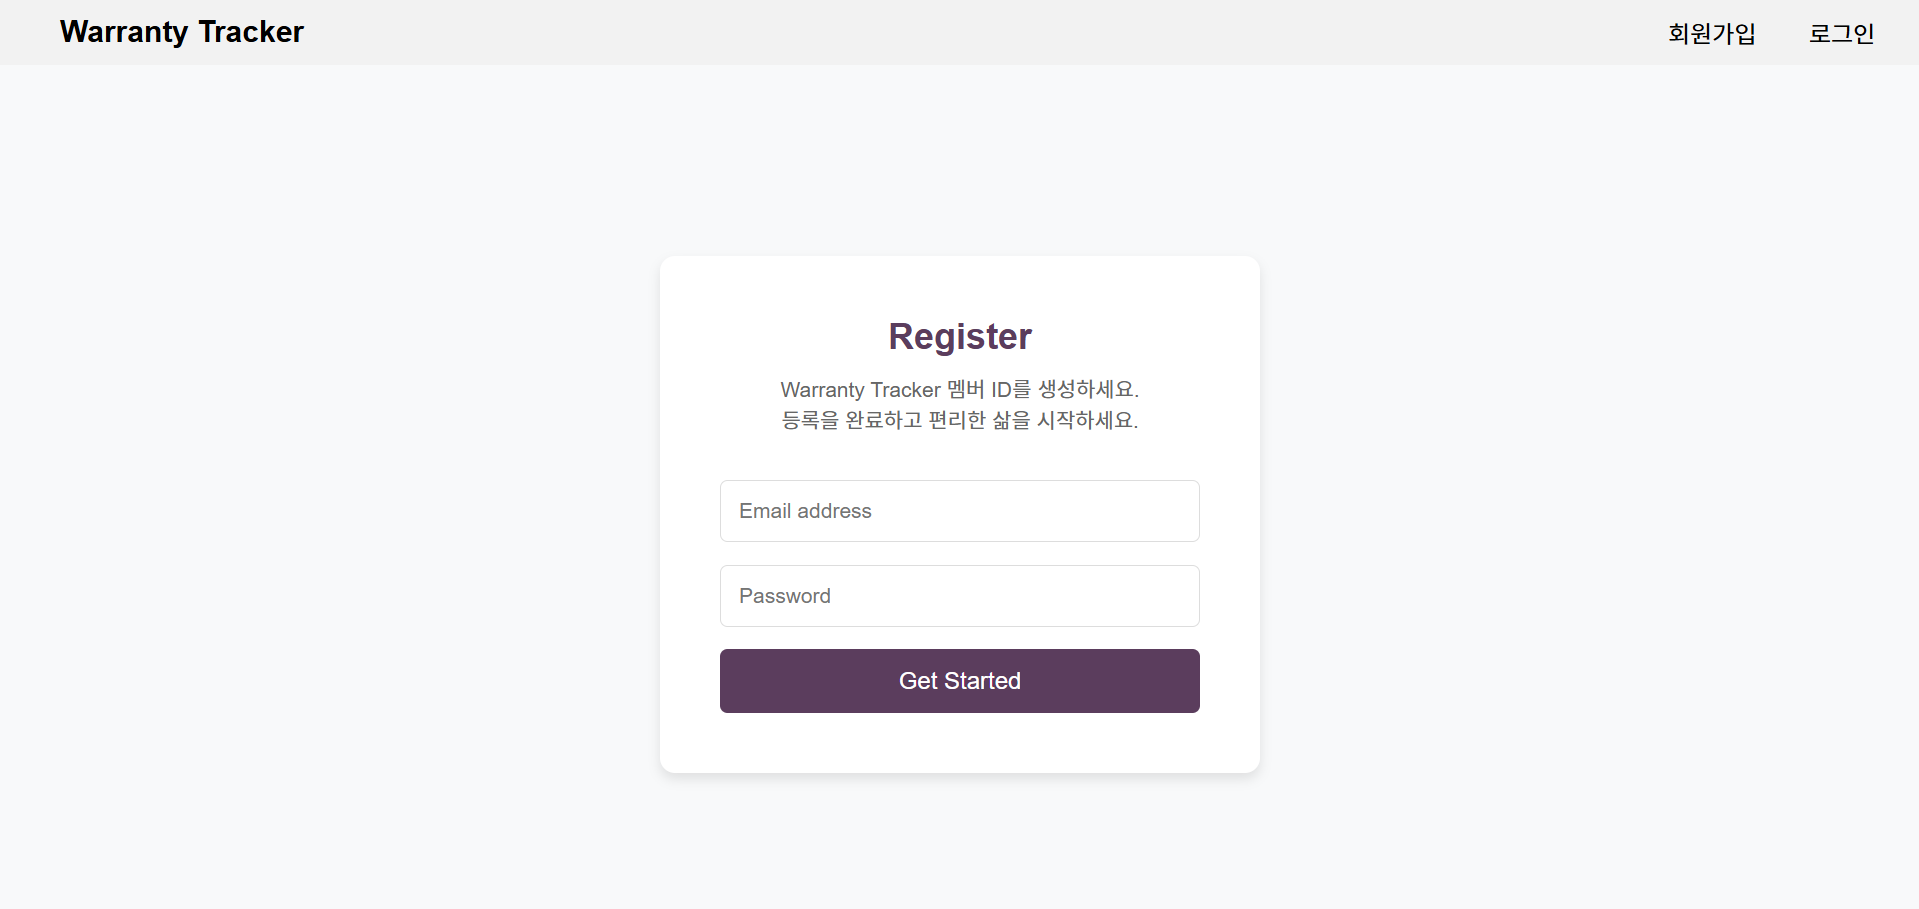 Warranty Tracker
회원가입
로그인
Register
Warranty Tracker 멤버 ID를 생성하세요.
등록을 완료하고 편리한 삶을 시작하세요.
Email address
Password
Get Started